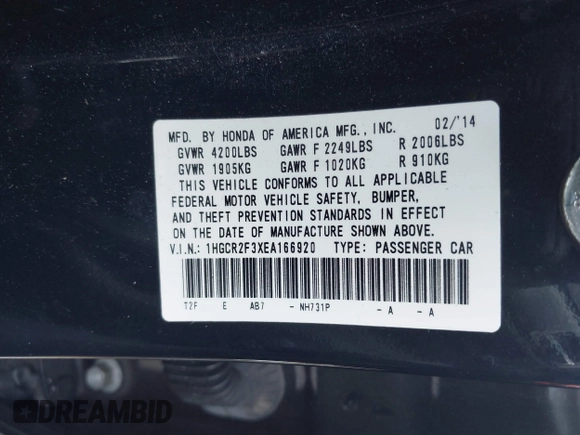 MFD. BY HONDA OF AMERICA MFG., INC. 02/'14
GVWR 4200LBS GAWR F 2249LBS R 2006LBS
GVWR 1905KG GAWR F 1020KG R 910KG
THIS VEHICLE CONFORMS TO ALL APPLICABLE
FEDERAL MOTOR VEHICLE SAFETY, BUMPER,
AND THEFT PREVENTION STANDARDS IN EFFECT
ON THE DATE OF MANUFACTURE SHOWN ABOVE.
V.I.N.: 1HGCR2F3XEA166920 TYPE: PASSENGER CAR
T2F E AB7 - NH731P - A - A
DREAMBID